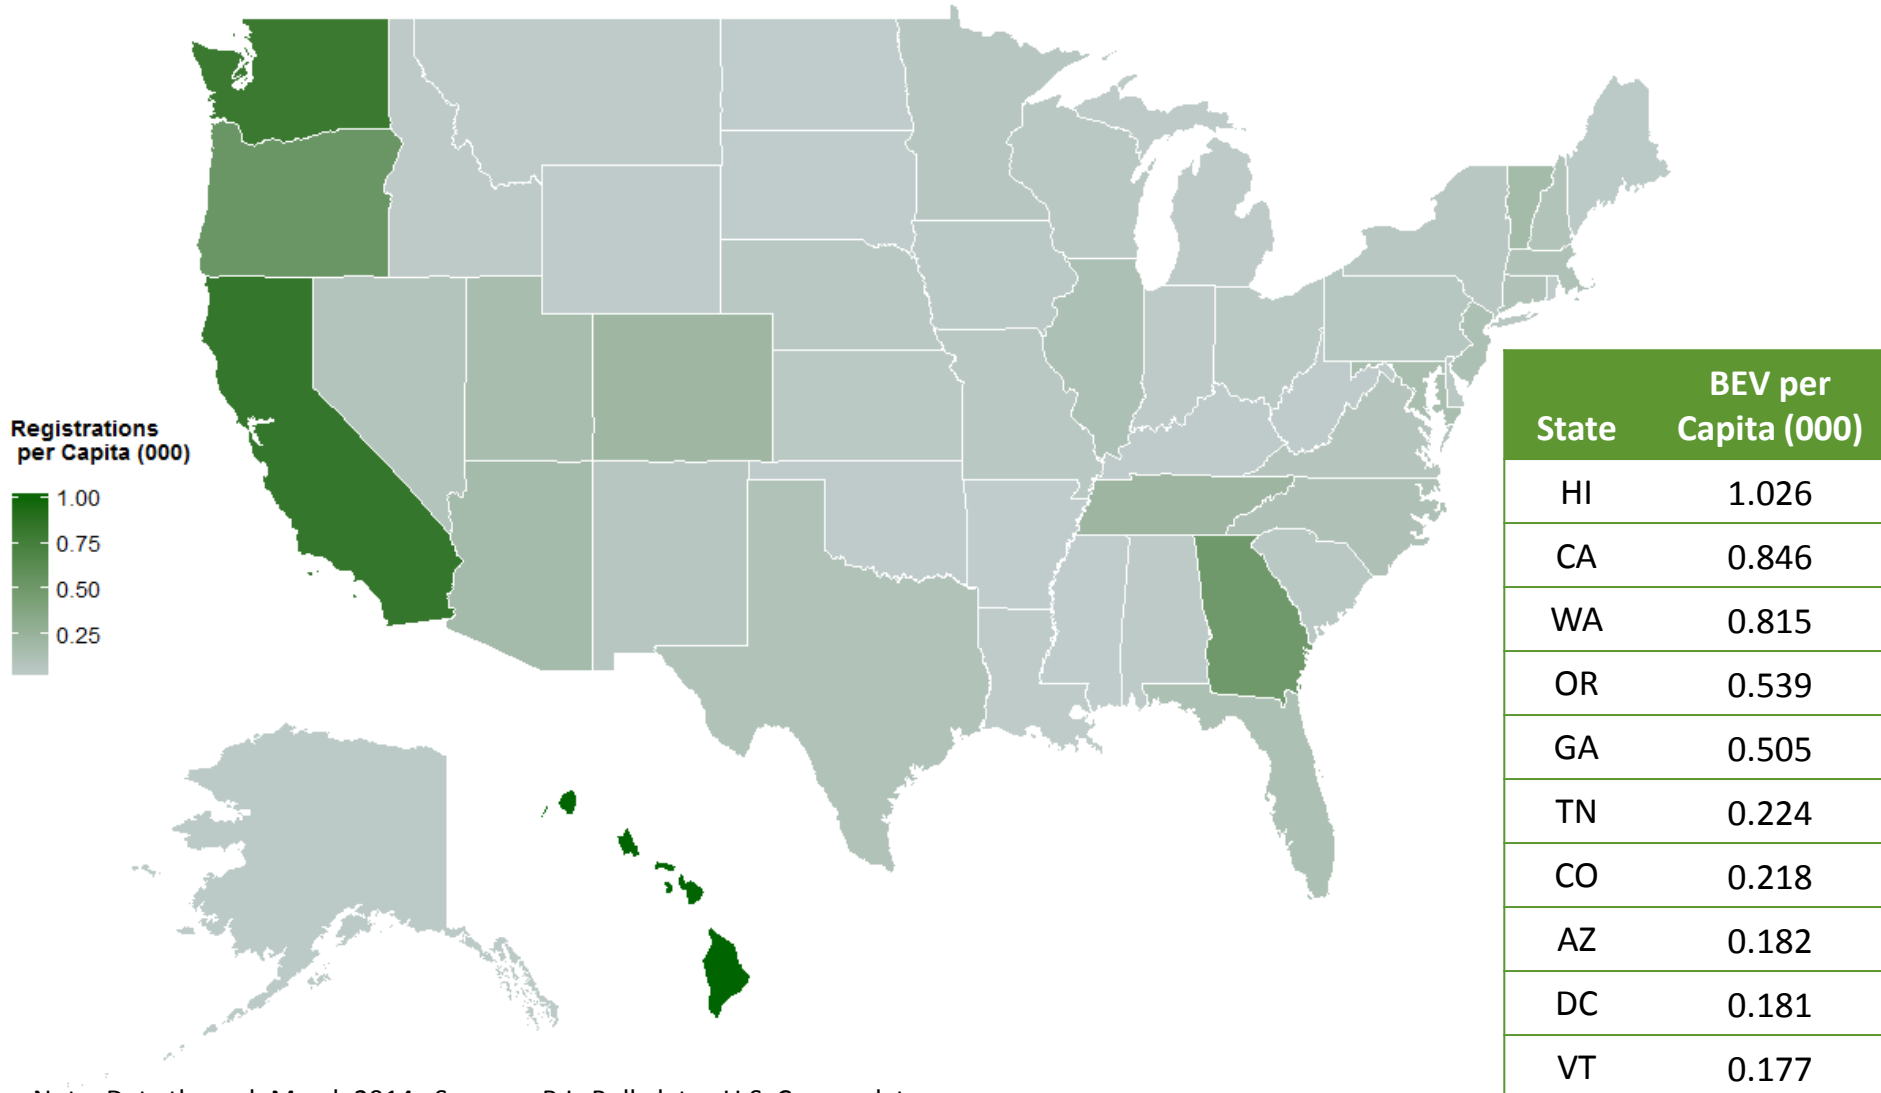 Registrations
per Capita (000)
1.00
0.75
0.50
0.25
State BEV per Capita (000)
HI 1.026
CA 0.846
WA 0.815
OR 0.539
GA 0.505
TN 0.224
CO 0.218
AZ 0.182
DC 0.181
VT 0.177